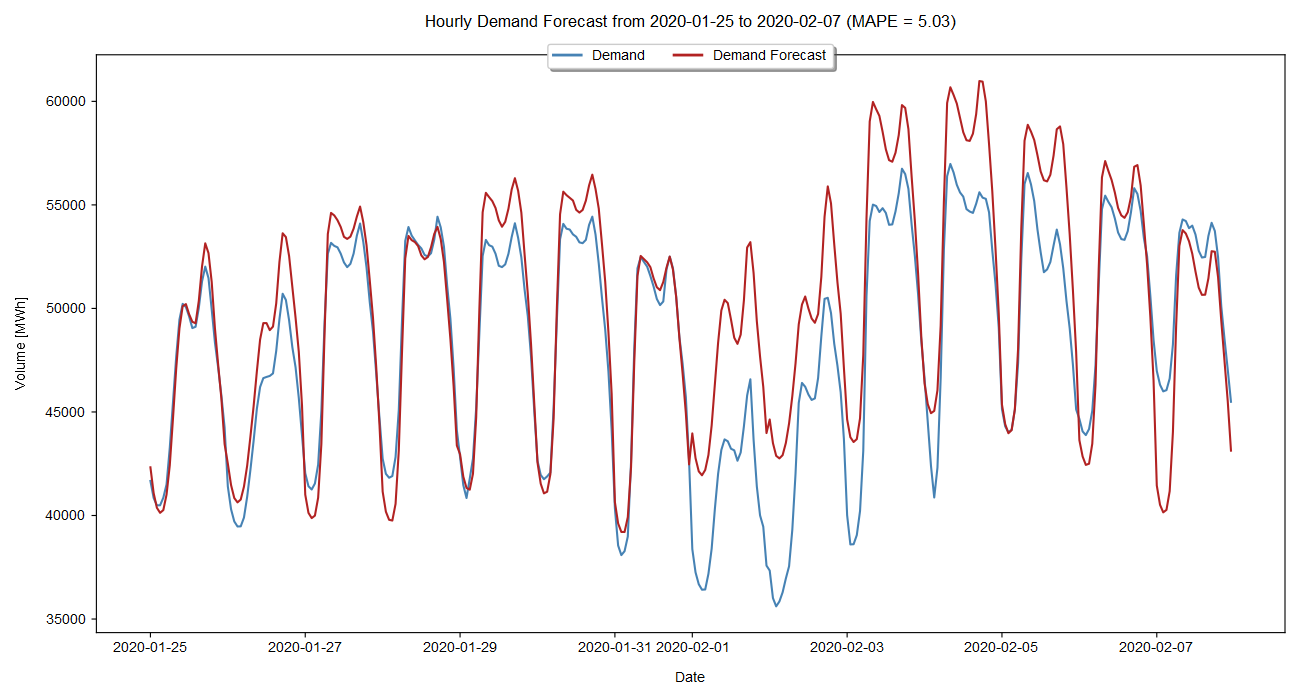 Hourly Demand Forecast from 2020-01-25 to 2020-02-07 (MAPE = 5.03)
Demand Demand Forecast
60000
55000
50000
45000
40000
35000
Volume [MWh]
2020-01-25 2020-01-27 2020-01-29 2020-01-31 2020-02-01 2020-02-03 2020-02-05 2020-02-07
Date